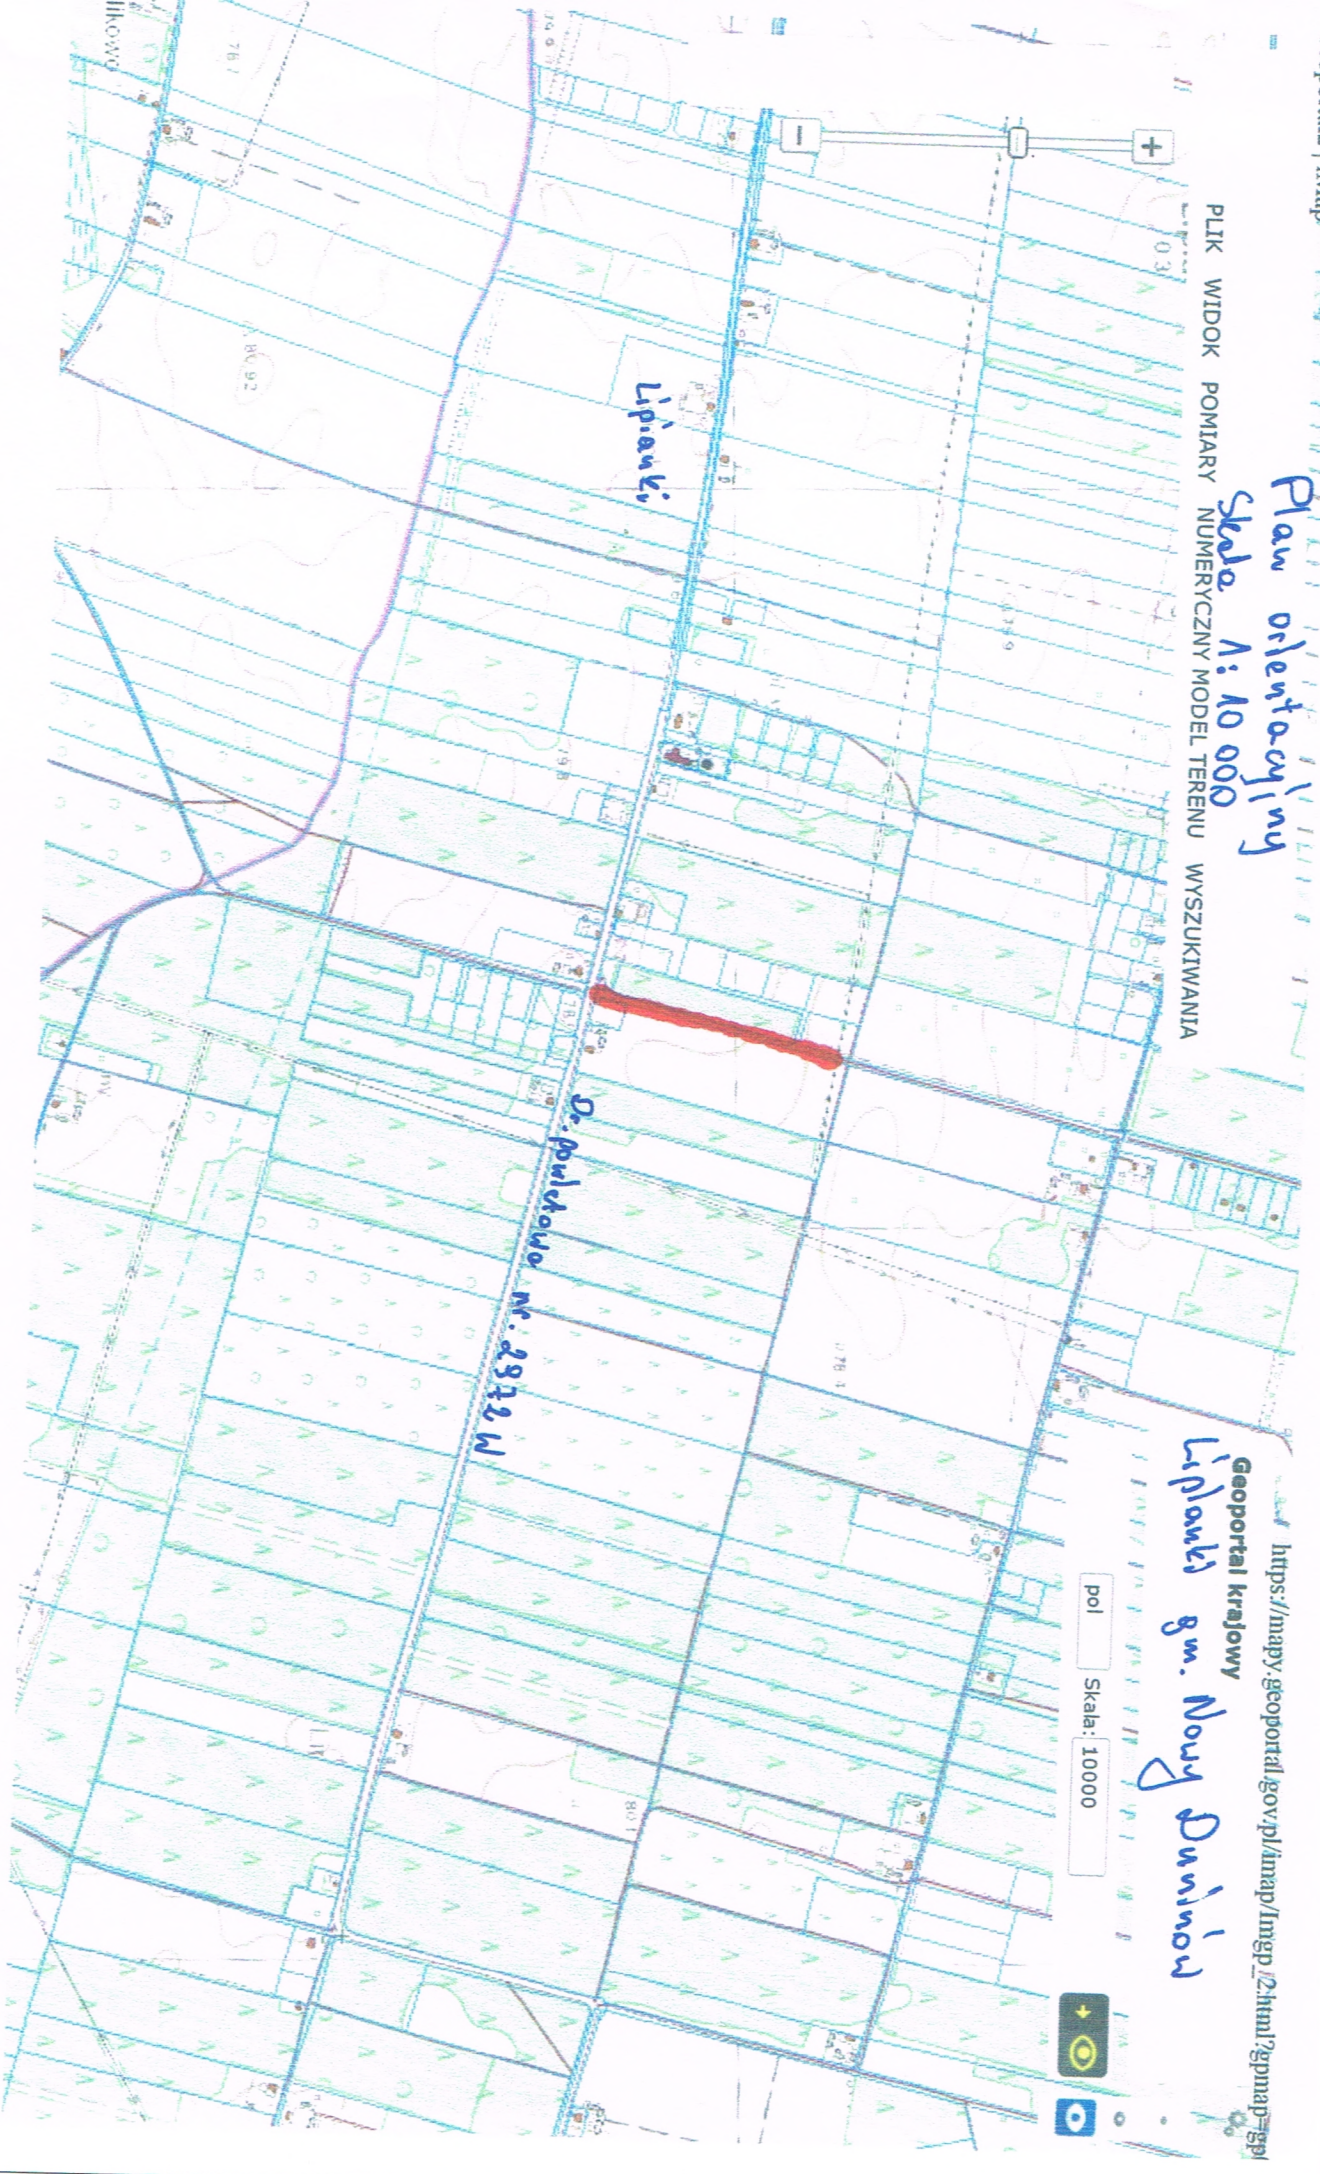 Plan orientacyjny
Skala 1:10 000
https://mapy.geoportal.gov.pl/imap/Imgp_2.html?gpmap=gp
Geoportal krajowy
Lipianki gm. Nowy Duninów
PLIK WIDOK POMIARY NUMERYCZNY MODEL TERENU WYSZUKIWANIA
pol Skala: 10000
+
−
Lipianki
Dr. powiatowa nr. 2972 W